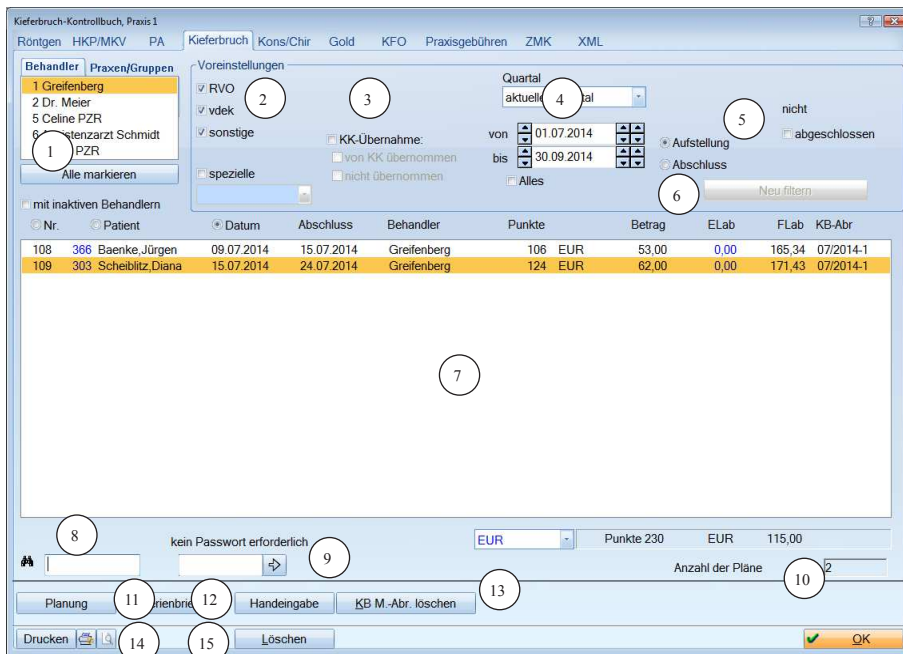 Kieferbruch-Kontrollbuch, Praxis 1
Röntgen HKP/MKV PA Kieferbruch Kons/Chir Gold KFO Praxisgebühren ZMK XML
Behandler Praxen/Gruppen
1 Greifenberg
2 Dr. Meier
5 Celine PZR
6 Schmidt
PZR
1
Alle markieren
mit inaktiven Behandlern
Voreinstellungen
RVO
vdek
sonstige
spezielle
2
3
KK-Übernahme:
von KK übernommen
nicht übernommen
Quartal
4
von 01.07.2014
bis 30.09.2014
Alles
5
nicht
abgeschlossen
Aufstellung
Abschluss
6
Neu filtern
Nr. Patient Datum Abschluss Behandler Punkte Betrag ELab FLab KB-Abr
108 366 Baenke,Jürgen 09.07.2014 15.07.2014 Greifenberg 106 EUR 53,00 0,00 165,34 07/2014-1
109 303 Scheiblitz,Diana 15.07.2014 24.07.2014 Greifenberg 124 EUR 62,00 0,00 171,43 07/2014-1
7
8
kein Passwort erforderlich
9
EUR Punkte 230 EUR 115,00
Anzahl der Pläne 10 2
Planung 11 12 Handeingabe KB M.-Abr. löschen 13
Drucken 14 15 Löschen OK